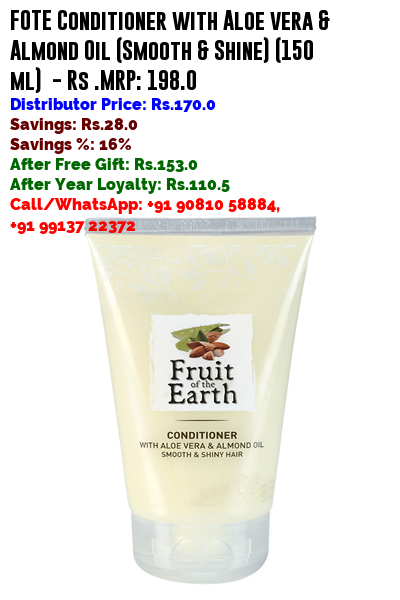 FOTE Conditioner with Aloe vera &
Almond Oil (Smooth & Shine) (150
ml) - Rs .MRP: 198.0
Distributor Price: Rs.170.0
Savings: Rs.28.0
Savings %: 16%
After Free Gift: Rs.153.0
After Year Loyalty: Rs.110.5
Call/WhatsApp: +91 90810 58884,
+91 99137 22372
Fruit
of the
Earth
CONDITIONER
WITH ALOE VERA & ALMOND OIL
SMOOTH & SHINY HAIR